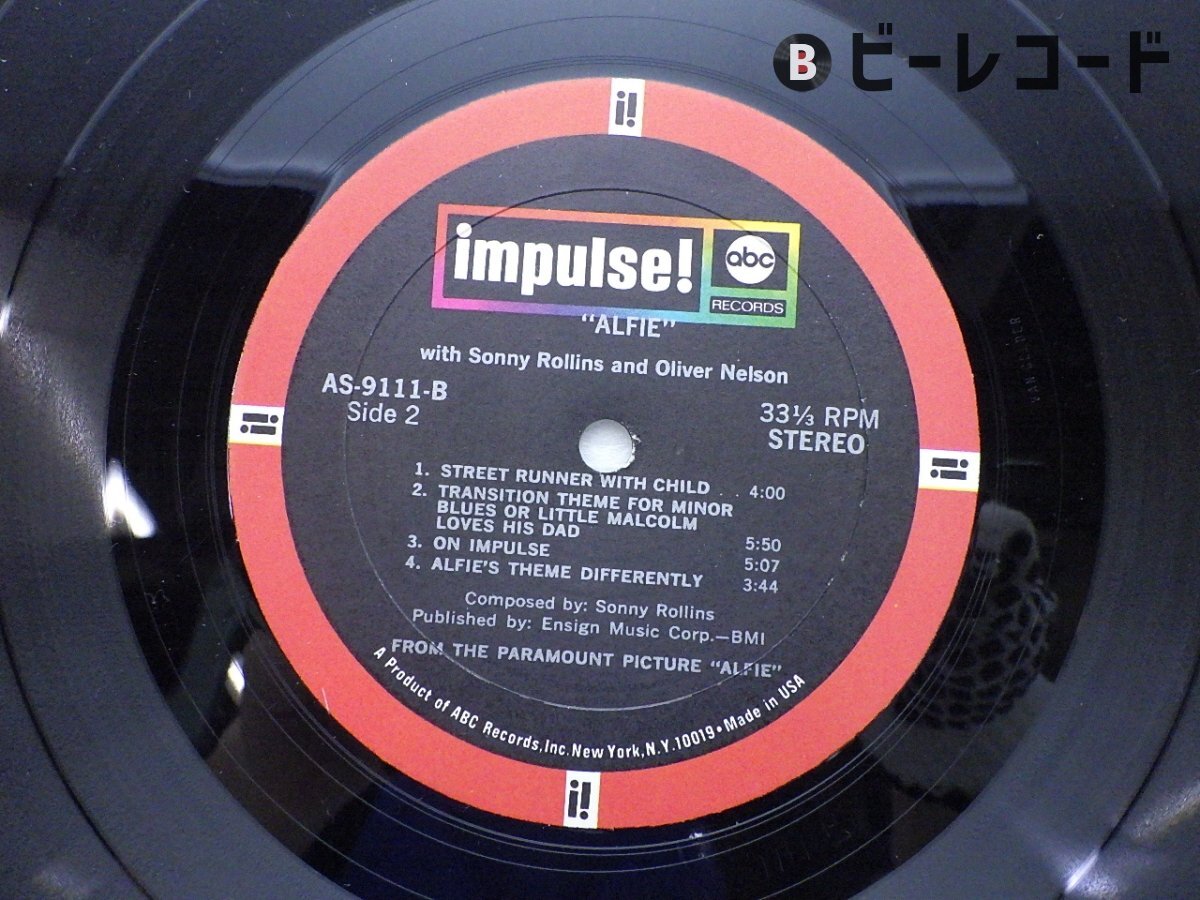 B ビーレコード
i!
impulse!
abc
RECORDS
"ALFIE"
with Sonny Rollins and Oliver Nelson
AS-9111-B
Side 2
33⅓ RPM
STEREO
i!
i!
1. STREET RUNNER WITH CHILD . . 4:00
2. TRANSITION THEME FOR MINOR
BLUES OR LITTLE MALCOLM
LOVES HIS DAD 5:50
3. ON IMPULSE 5:07
4. ALFIE'S THEME DIFFERENTLY 3:44
Composed by: Sonny Rollins
Published by: Ensign Music Corp.—BMI
FROM THE PARAMOUNT PICTURE "ALFIE"
A Product of ABC Records, Inc. New York, N.Y. 10019 • Made in USA
i!